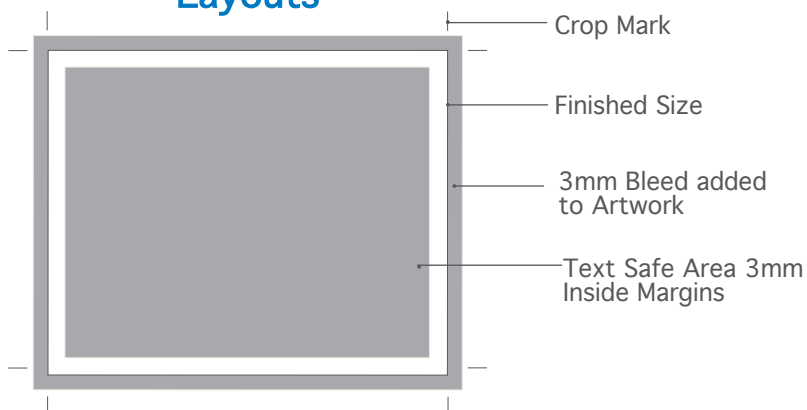 Layouts
Crop Mark
Finished Size
3mm Bleed added
to Artwork
Text Safe Area 3mm
Inside Margins